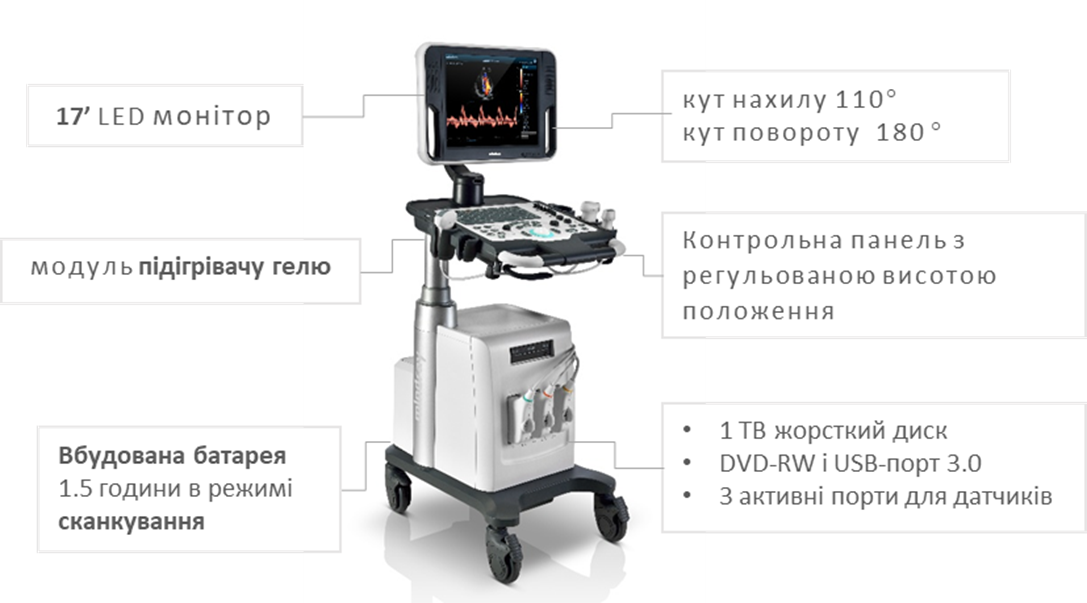 17’ LED монітор
кут нахилу 110°
кут повороту 180 °
модуль підігрівачу гелю
Контрольна панель з
регульованою висотою
положення
Вбудована батарея
1.5 години в режимі
сканкування
• 1 ТВ жорсткий диск
• DVD-RW і USB-порт 3.0
• 3 активні порти для датчиків
mindray